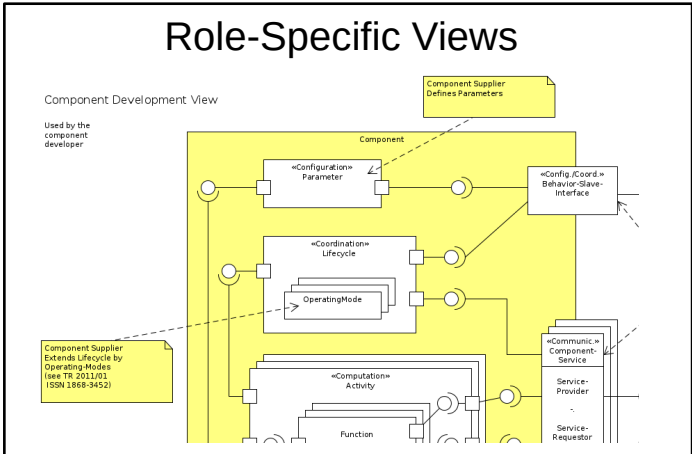 Role-Specific Views
Component Development View
Used by the
component
developer
Component Supplier
Defines Parameters
Component
«Configuration»
Parameter
«Config./Coord.»
Behavior-Slave-
Interface
«Coordination»
Lifecycle
OperatingMode
Component Supplier
Extends Lifecycle by
Operating-Modes
(see TR 2011/01
ISSN 1868-3452)
«Communic.»
Component-
Service
«Computation»
Activity
Service-
Provider
-.
Service-
Requestor
Function